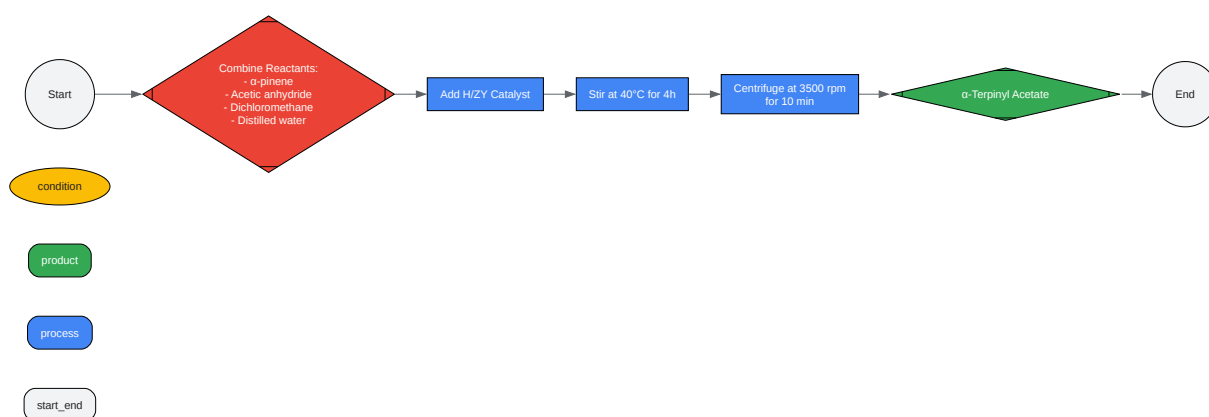 Start
Combine Reactants:
- α-pinene
- Acetic anhydride
- Dichloromethane
- Distilled water
Add H/ZY Catalyst
Stir at 40°C for 4h
Centrifuge at 3500 rpm
for 10 min
α-Terpinyl Acetate
End
condition
product
process
start_end